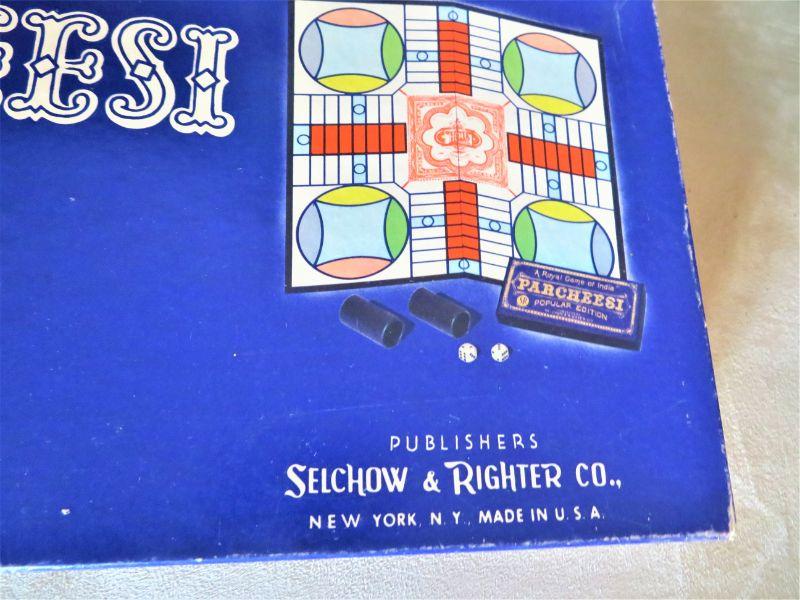 EESI
A Royal Game of India
PARCHEESI
POPULAR EDITION
PUBLISHERS
SELCHOW & RIGHTER CO.,
NEW YORK, N. Y., MADE IN U. S. A.